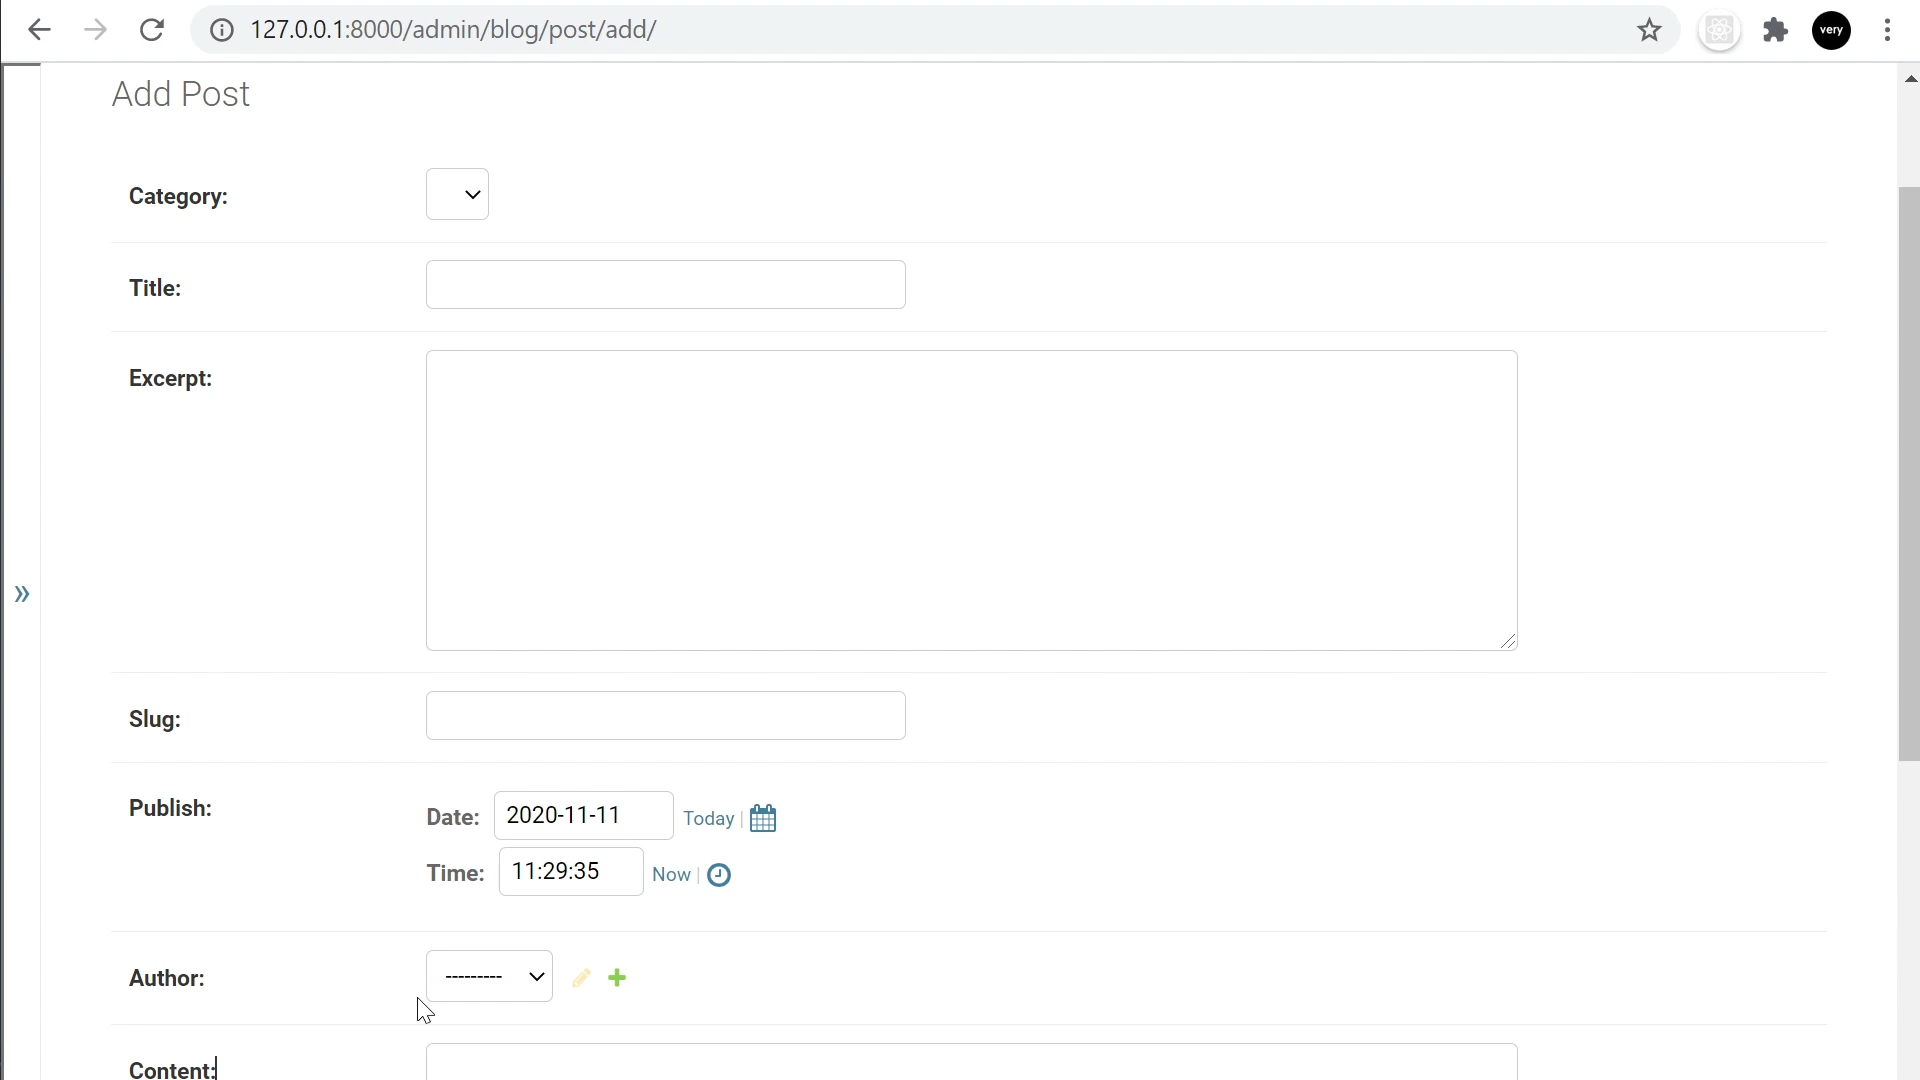 127.0.0.1:8000/admin/blog/post/add/
very
Add Post
Category:
Title:
Excerpt:
»
Slug:
Publish:
Date: 2020-11-11 Today |
Time: 11:29:35 Now |
Author: ---------
Content: